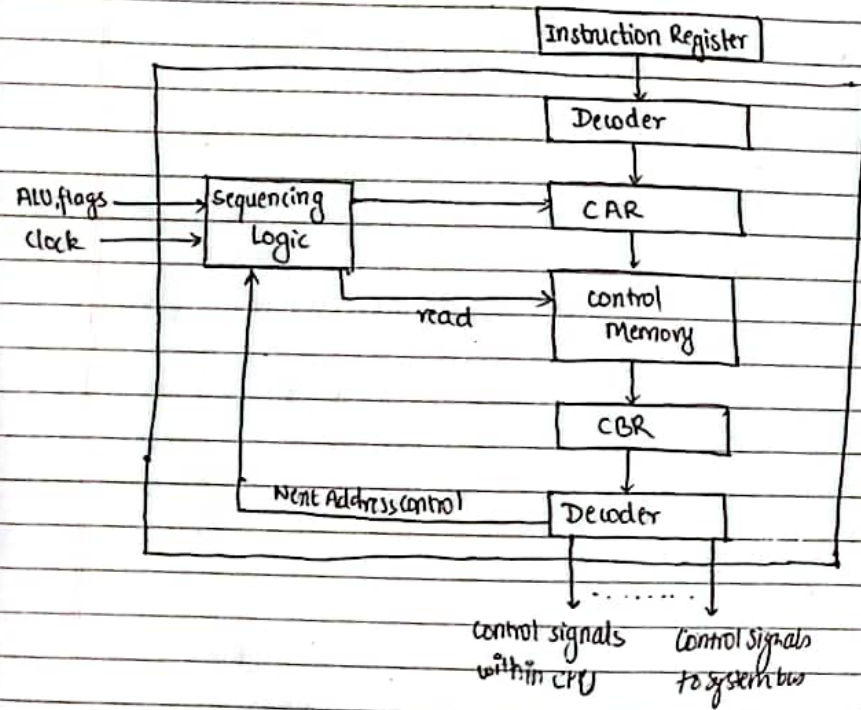 Instruction Register
Decoder
ALU, flags
Clock
Sequencing
Logic
CAR
read
control
Memory
CBR
Next Address control
Decoder
control signals
within CPU
Control signals
to system bus